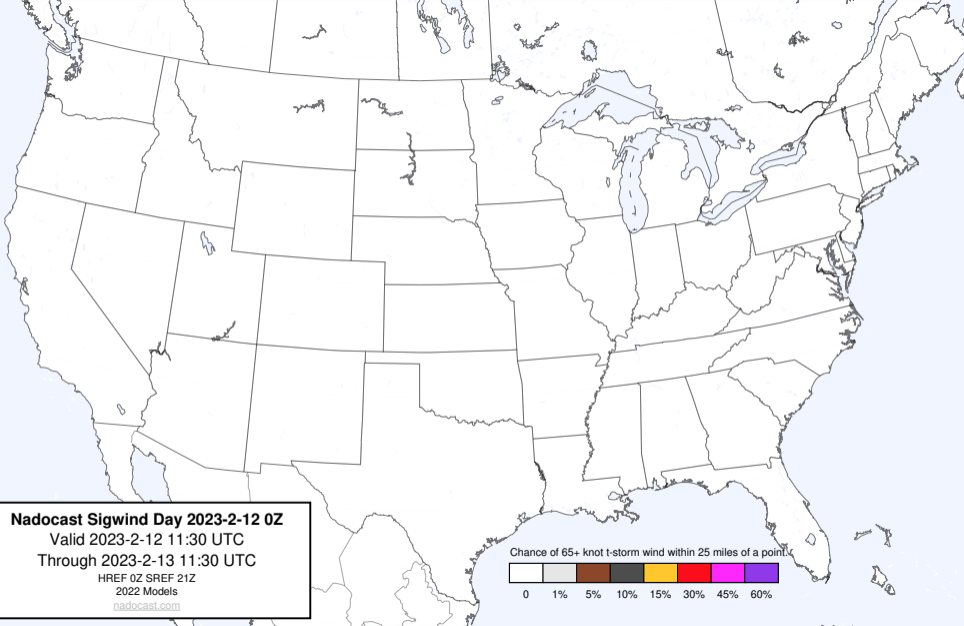 Nadocast Sigwind Day 2023-2-12 0Z
Valid 2023-2-12 11:30 UTC
Through 2023-2-13 11:30 UTC
HREF 0Z SREF 21Z
2022 Models
nadocast.com
Chance of 65+ knot t-storm wind within 25 miles of a point.
0 1% 5% 10% 15% 30% 45% 60%